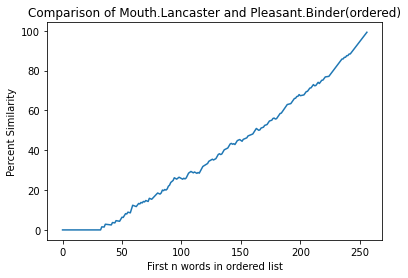 Comparison of Mouth.Lancaster and Pleasant.Binder(ordered)
100
80
60
40
20
0
Percent Similarity
0 50 100 150 200 250
First n words in ordered list